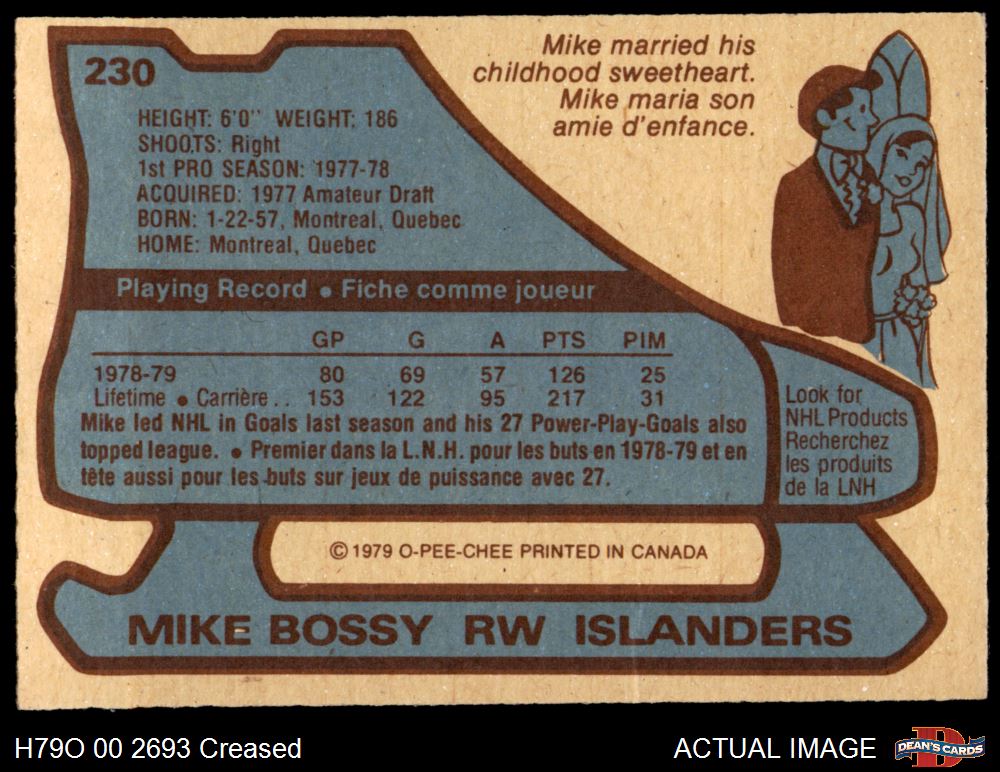 230
Mike married his
childhood sweetheart.
Mike maria son
amie d'enfance.
HEIGHT: 6'0" WEIGHT: 186
SHOOTS: Right
1st PRO SEASON: 1977-78
ACQUIRED: 1977 Amateur Draft
BORN: 1-22-57, Montreal, Quebec
HOME: Montreal, Quebec
Playing Record • Fiche comme joueur
GP G A PTS PIM
1978-79 80 69 57 126 25
Lifetime • Carrière . . 153 122 95 217 31
Mike led NHL in Goals last season and his 27 Power-Play-Goals also
topped league. • Premier dans la L.N.H. pour les buts en 1978-79 et en
tête aussi pour les buts sur jeux de puissance avec 27.
Look for
NHL Products
Recherchez
les produits
de la LNH
© 1979 O-PEE-CHEE PRINTED IN CANADA
MIKE BOSSY RW ISLANDERS
H79O 00 2693 Creased
ACTUAL IMAGE
DEAN'S CARDS